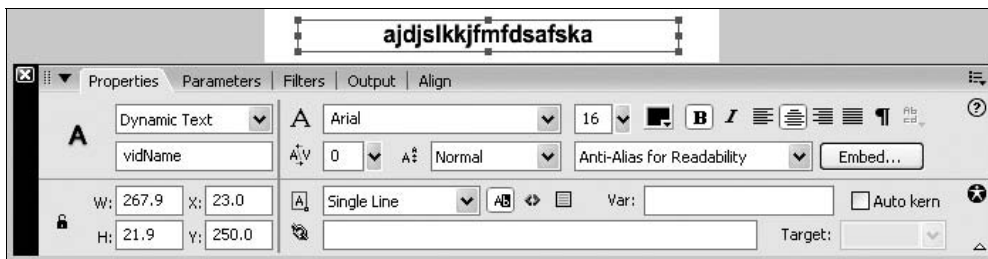 ajdjslkkjfmfdsafska
Properties Parameters | Filters | Output | Align
A Dynamic Text A Arial 16 B I ¶
vidName A V 0 A Normal Anti-Alias for Readability Embed...
W: 267.9 X: 23.0 A Single Line AB <> Var: Auto kern
H: 21.9 Y: 250.0 Target: